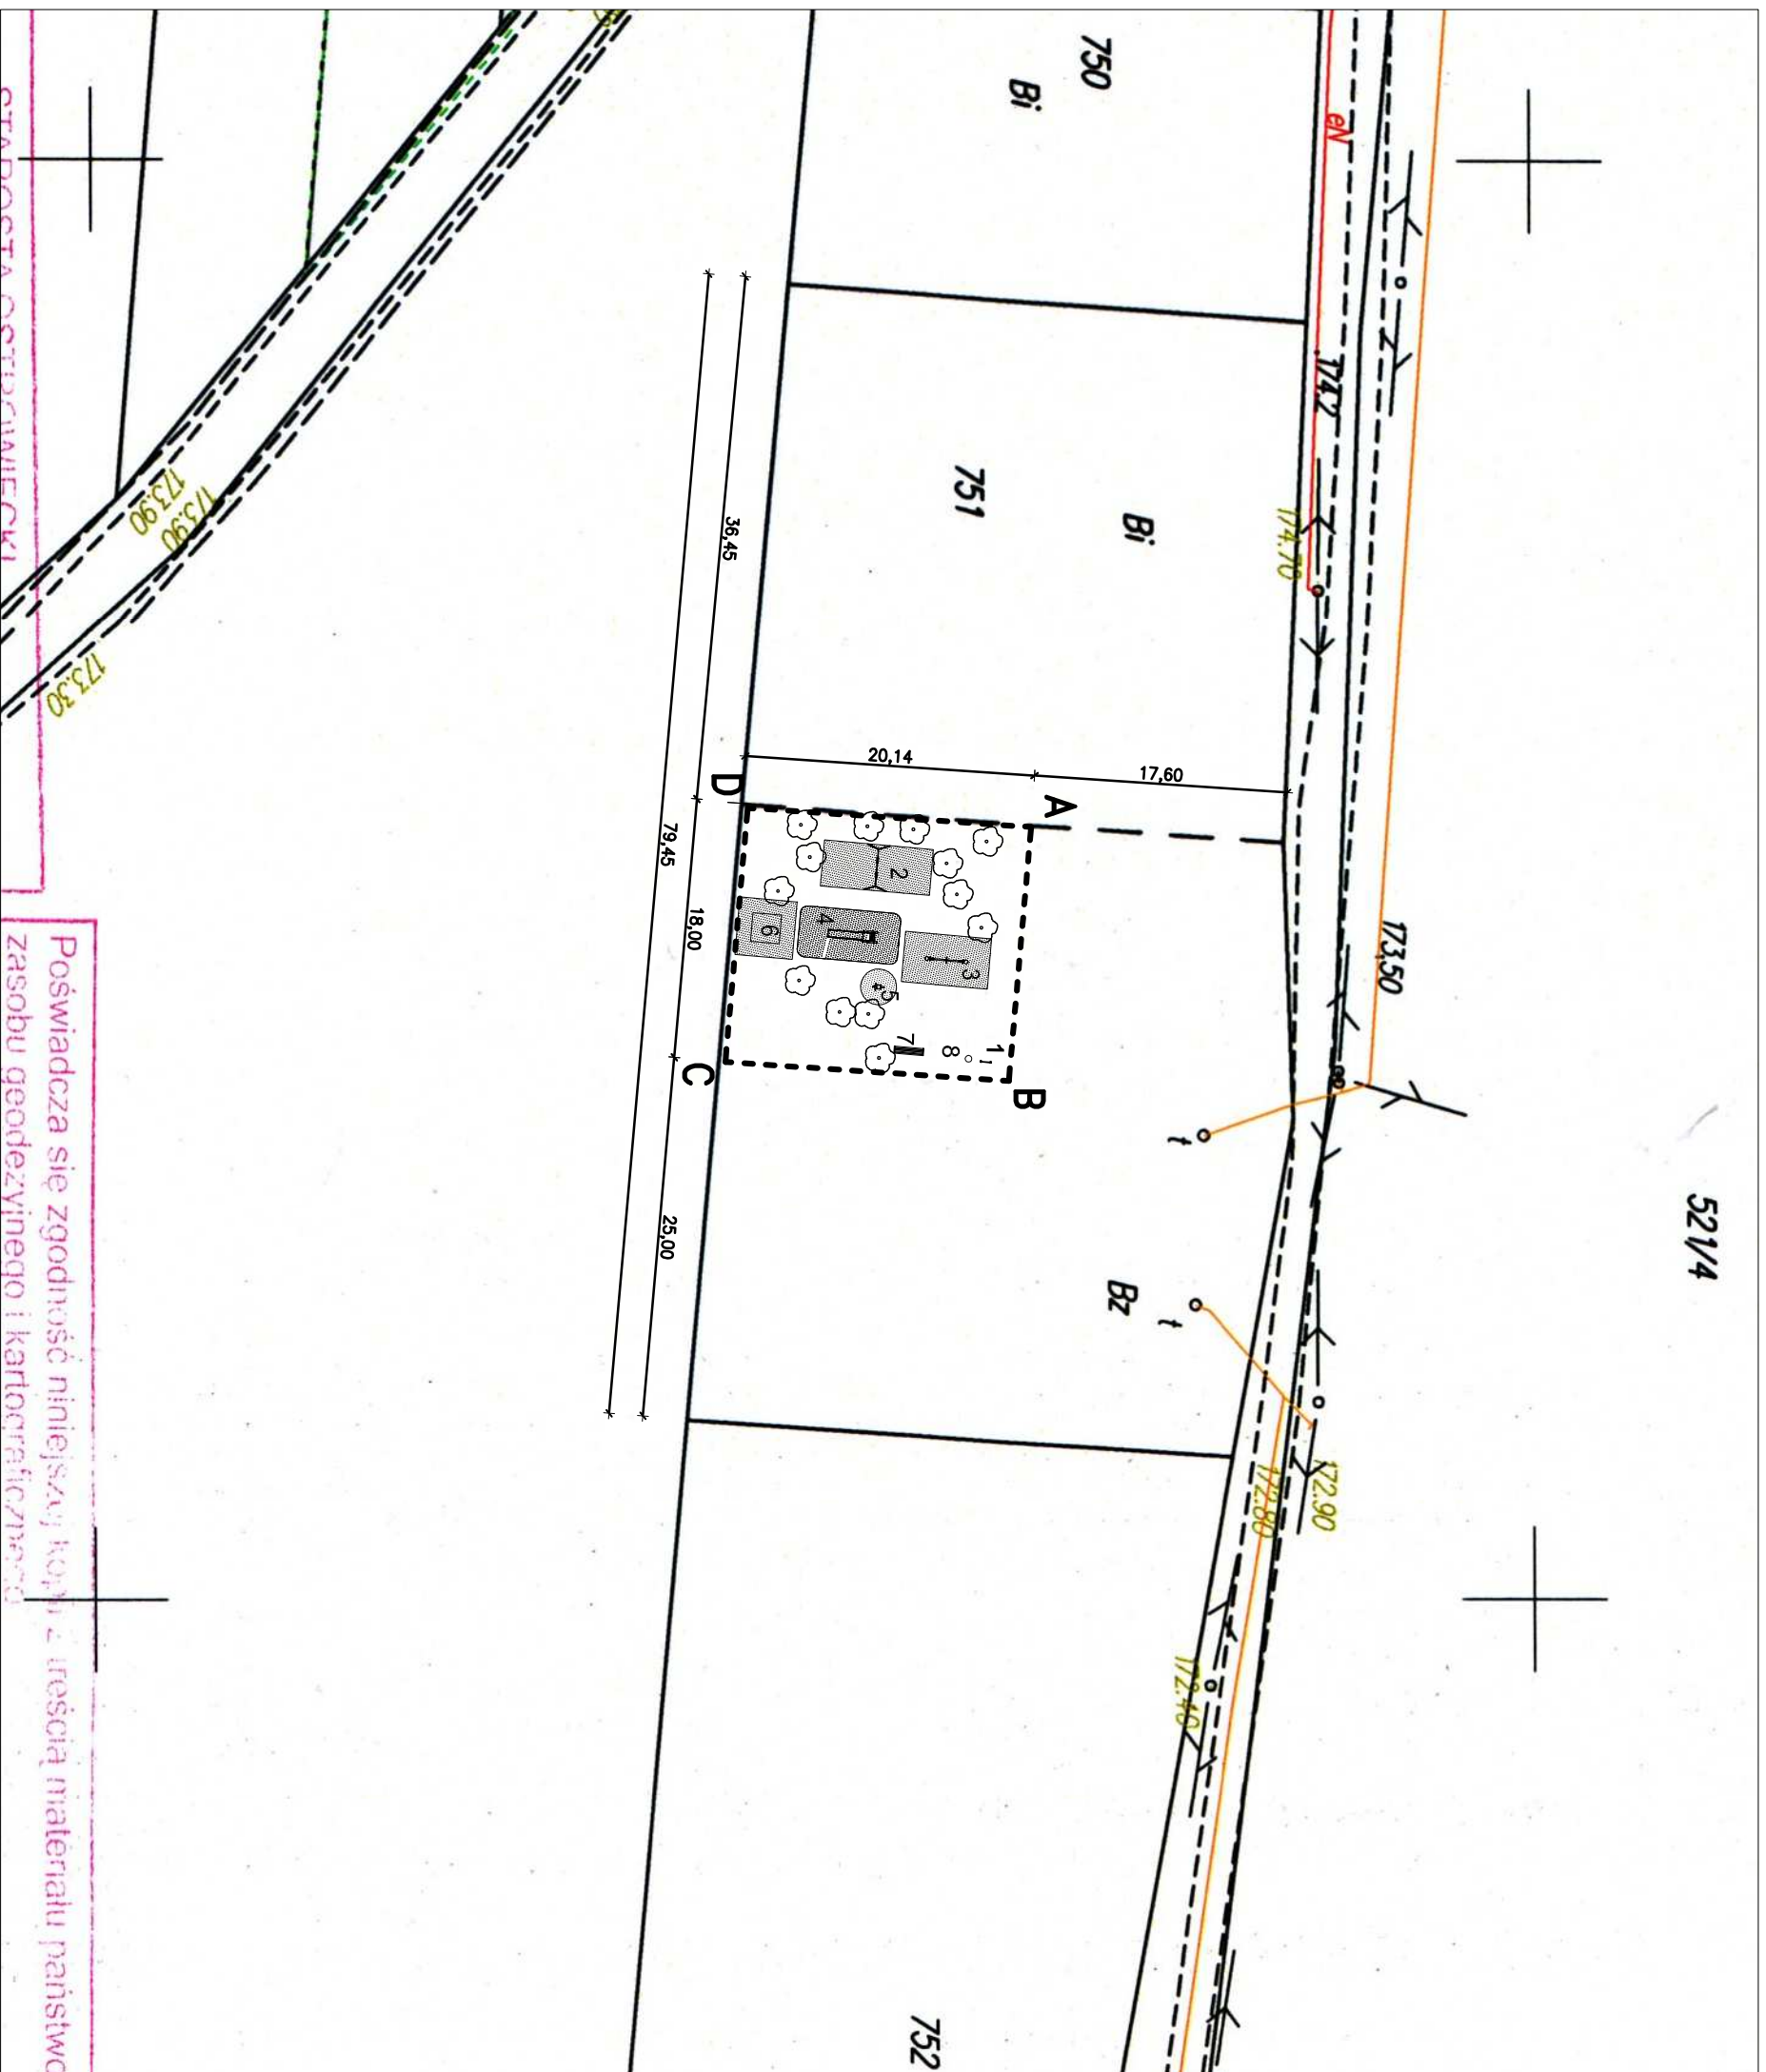 521/4
173,50
eN
174.2
174.70
172.90
172.80
172.40
t
t
750
Bi
Bi
751
Bz
752
17,60
20,14
A
B
C
D
1
2
3
4
5
6
7
8
36,45
18,00
25,00
79,45
173.90
173.90
173.30
STAROSTA OSTROWIECKI
Poświadcza się zgodność niniejszej kopii z treścią materiału państwo
zasobu geodezyjnego i kartograficznego